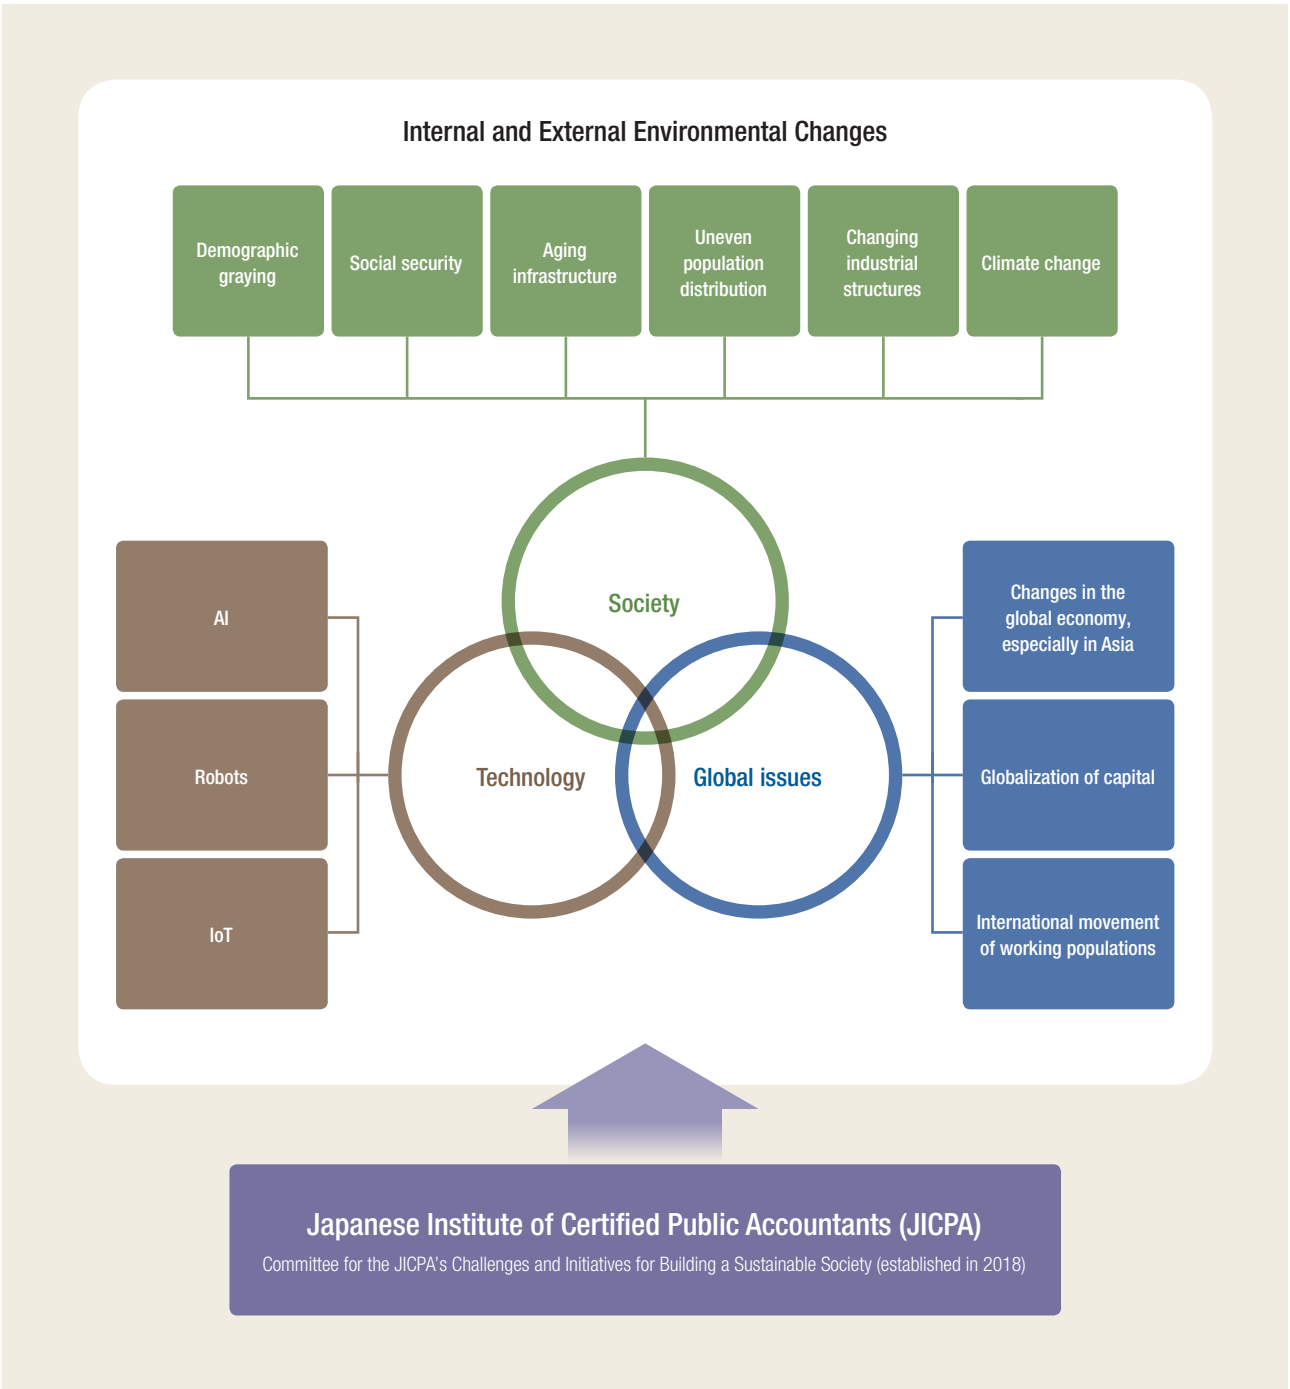 Internal and External Environmental Changes
Demographic
graying
Social security
Aging
infrastructure
Uneven
population
distribution
Changing
industrial
structures
Climate change
Society
Technology
Global issues
AI
Robots
IoT
Changes in the
global economy,
especially in Asia
Globalization of capital
International movement
of working populations
Japanese Institute of Certified Public Accountants (JICPA)
Committee for the JICPA's Challenges and Initiatives for Building a Sustainable Society (established in 2018)